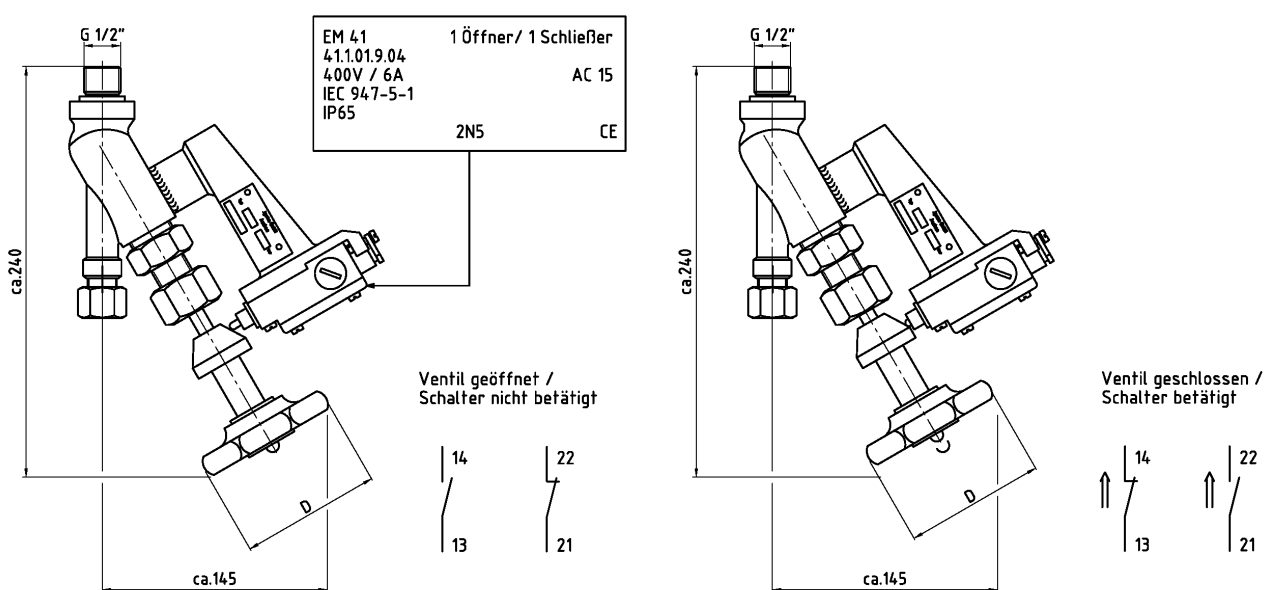 G 1/2"
EM 41 1 Öffner/ 1 Schließer
41.1.01.9.04
400V / 6A AC 15
IEC 947-5-1
IP65
2N5 CE
ca.240
Ventil geöffnet /
Schalter nicht betätigt
14 22
13 21
D
ca.145
G 1/2"
ca.240
Ventil geschlossen /
Schalter betätigt
14 22
13 21
D
ca.145